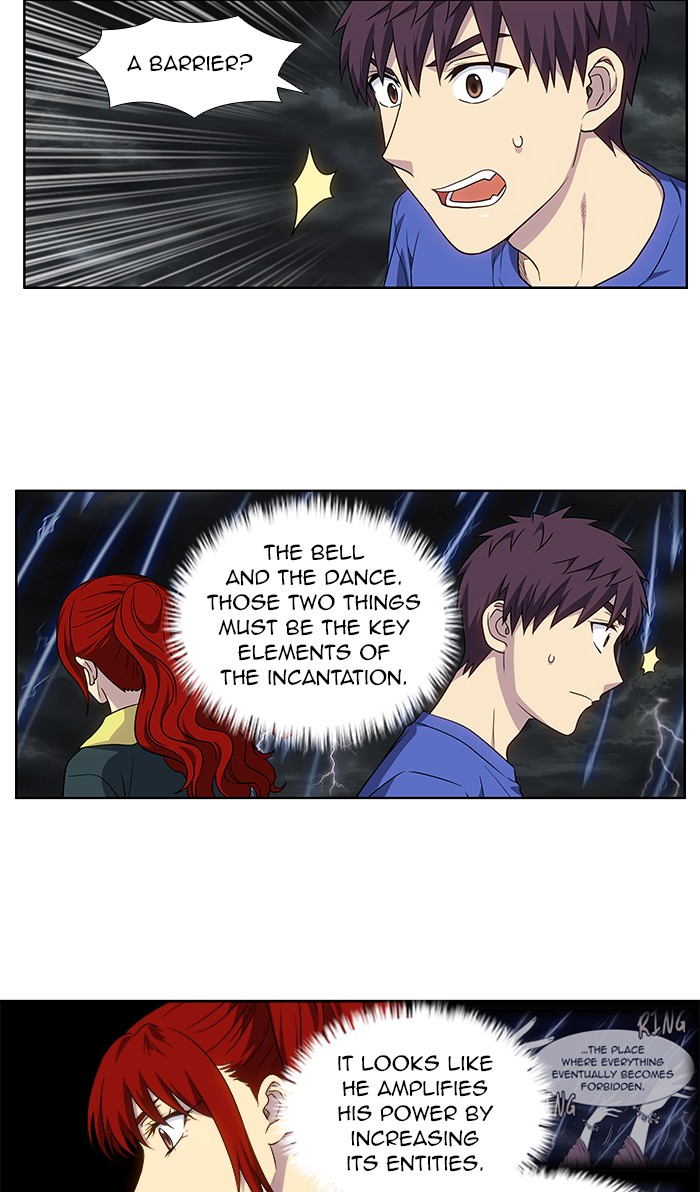 A BARRIER?
THE BELL
AND THE DANCE.
THOSE TWO THINGS
MUST BE THE KEY
ELEMENTS OF
THE INCANTATION.
RING
...THE PLACE
WHERE EVERYTHING
EVENTUALLY BECOMES
FORBIDDEN.
NG
IT LOOKS LIKE
HE AMPLIFIES
HIS POWER BY
INCREASING
ITS ENTITIES.